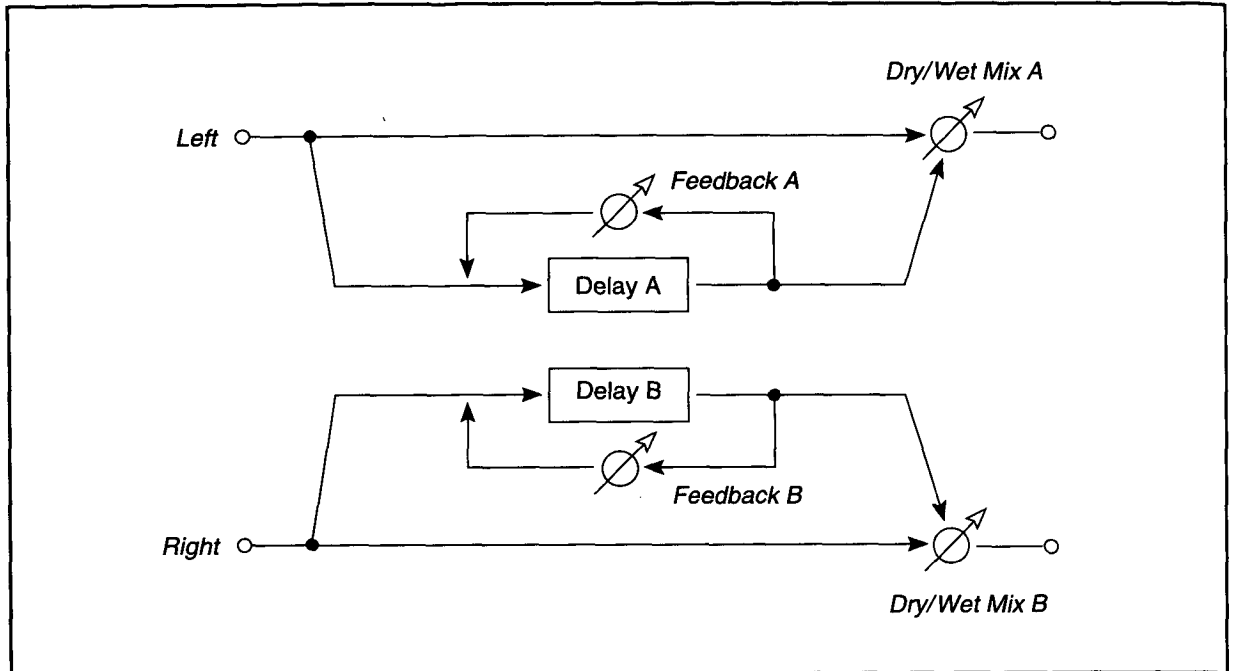 Dry/Wet Mix A
Left
Feedback A
Delay A
Delay B
Feedback B
Right
Dry/Wet Mix B